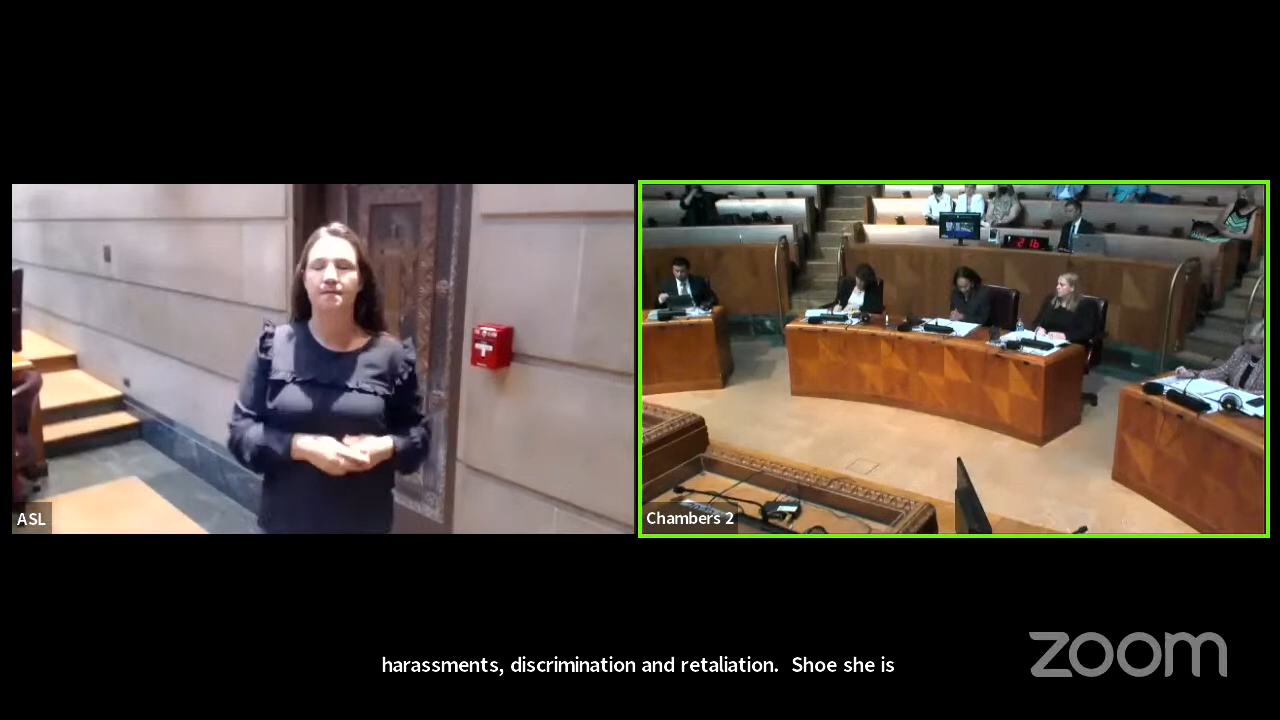 ASL
Chambers 2
harassments, discrimination and retaliation.  Shoe she is
zoom